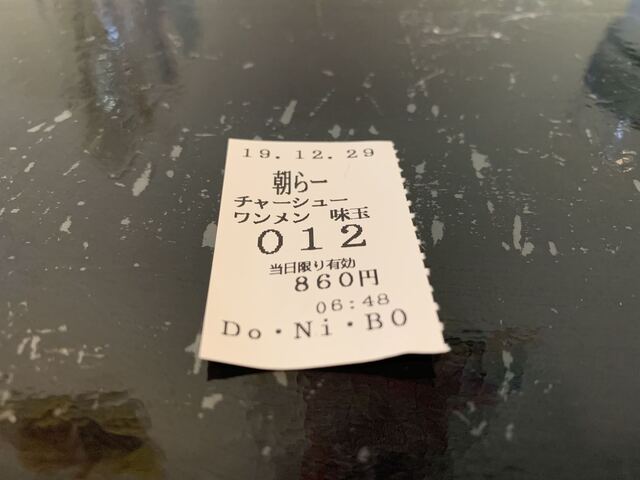 19.12.29
朝らー
チャーシュー
ワンメン 味玉
012
当日限り有効
860円
06:48
Do・Ni・BO